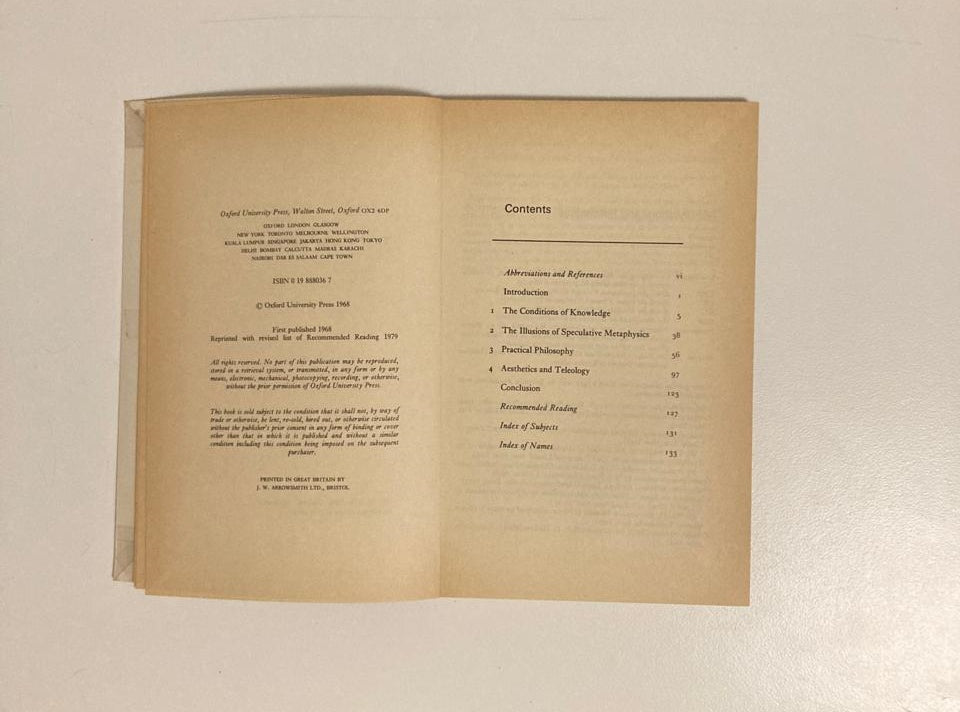 Oxford University Press, Walton Street, Oxford OX2 6DP
OXFORD LONDON GLASGOW
NEW YORK TORONTO MELBOURNE WELLINGTON
KUALA LUMPUR SINGAPORE JAKARTA HONG KONG TOKYO
DELHI BOMBAY CALCUTTA MADRAS KARACHI
NAIROBI DAR ES SALAAM CAPE TOWN
ISBN 0 19 888036 7
© Oxford University Press 1968
First published 1968
Reprinted with revised list of Recommended Reading 1979
All rights reserved. No part of this publication may be reproduced,
stored in a retrieval system, or transmitted, in any form or by any
means, electronic, mechanical, photocopying, recording, or otherwise,
without the prior permission of Oxford University Press.
This book is sold subject to the condition that it shall not, by way of
trade or otherwise, be lent, re-sold, hired out, or otherwise circulated
without the publisher's prior consent in any form of binding or cover
other than that in which it is published and without a similar
condition including this condition being imposed on the subsequent
purchaser.
PRINTED IN GREAT BRITAIN BY
J. W. ARROWSMITH LTD., BRISTOL
Contents
Abbreviations and References vi
Introduction 1
1 The Conditions of Knowledge 5
2 The Illusions of Speculative Metaphysics 38
3 Practical Philosophy 56
4 Aesthetics and Teleology 97
Conclusion 125
Recommended Reading 127
Index of Subjects 131
Index of Names 133